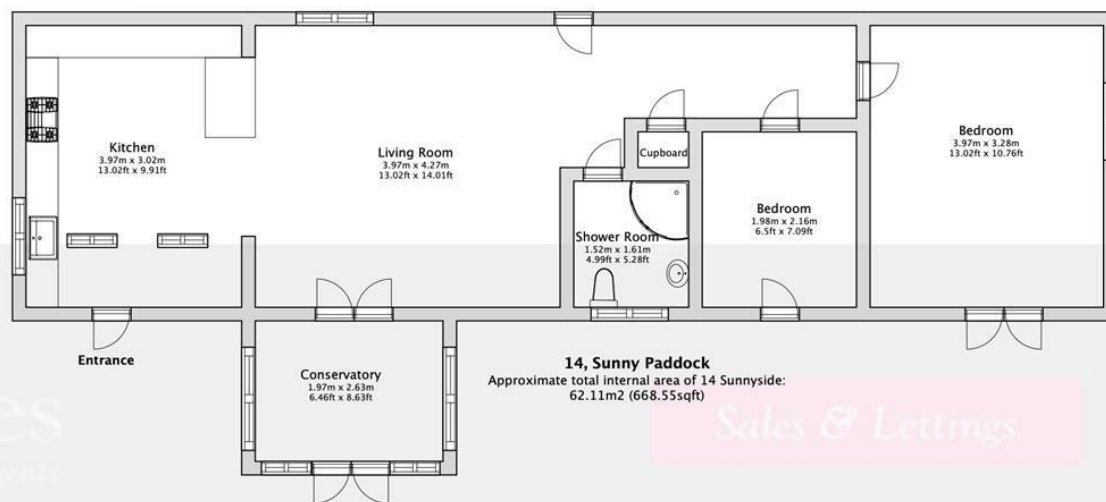 Kitchen
3.97m x 3.02m
13.02ft x 9.91ft
Living Room
3.97m x 4.27m
13.02ft x 14.01ft
Cupboard
Bedroom
3.97m x 3.28m
13.02ft x 10.76ft
Bedroom
1.98m x 2.16m
6.5ft x 7.09ft
Shower Room
1.52m x 1.61m
4.99ft x 5.28ft
Entrance
Conservatory
1.97m x 2.63m
6.46ft x 8.63ft
14, Sunny Paddock
Approximate total internal area of 14 Sunnyside:
62.11m2 (668.55sqft)
Sales & Lettings